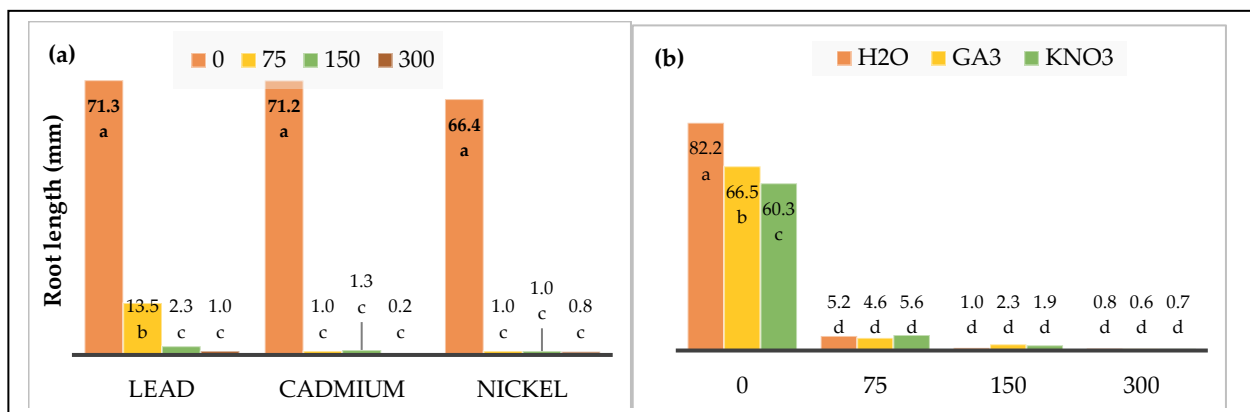 (a)
0 75 150 300
Root length (mm)
71.3
a
13.5
b
2.3
c
1.0
c
71.2
a
1.0
c
1.3
c
0.2
c
66.4
a
1.0
c
1.0
c
0.8
c
LEAD CADMIUM NICKEL
(b)
H2O GA3 KNO3
82.2
a
66.5
b
60.3
c
5.2
d
4.6
d
5.6
d
1.0
d
2.3
d
1.9
d
0.8
d
0.6
d
0.7
d
0 75 150 300